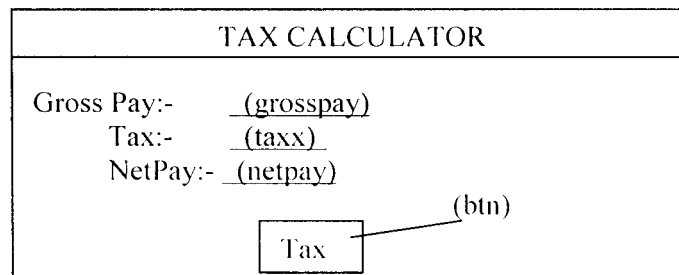 TAX CALCULATOR
Gross Pay:- (grosspay)
Tax:- (taxx)
NetPay:- (netpay)
(btn)
Tax